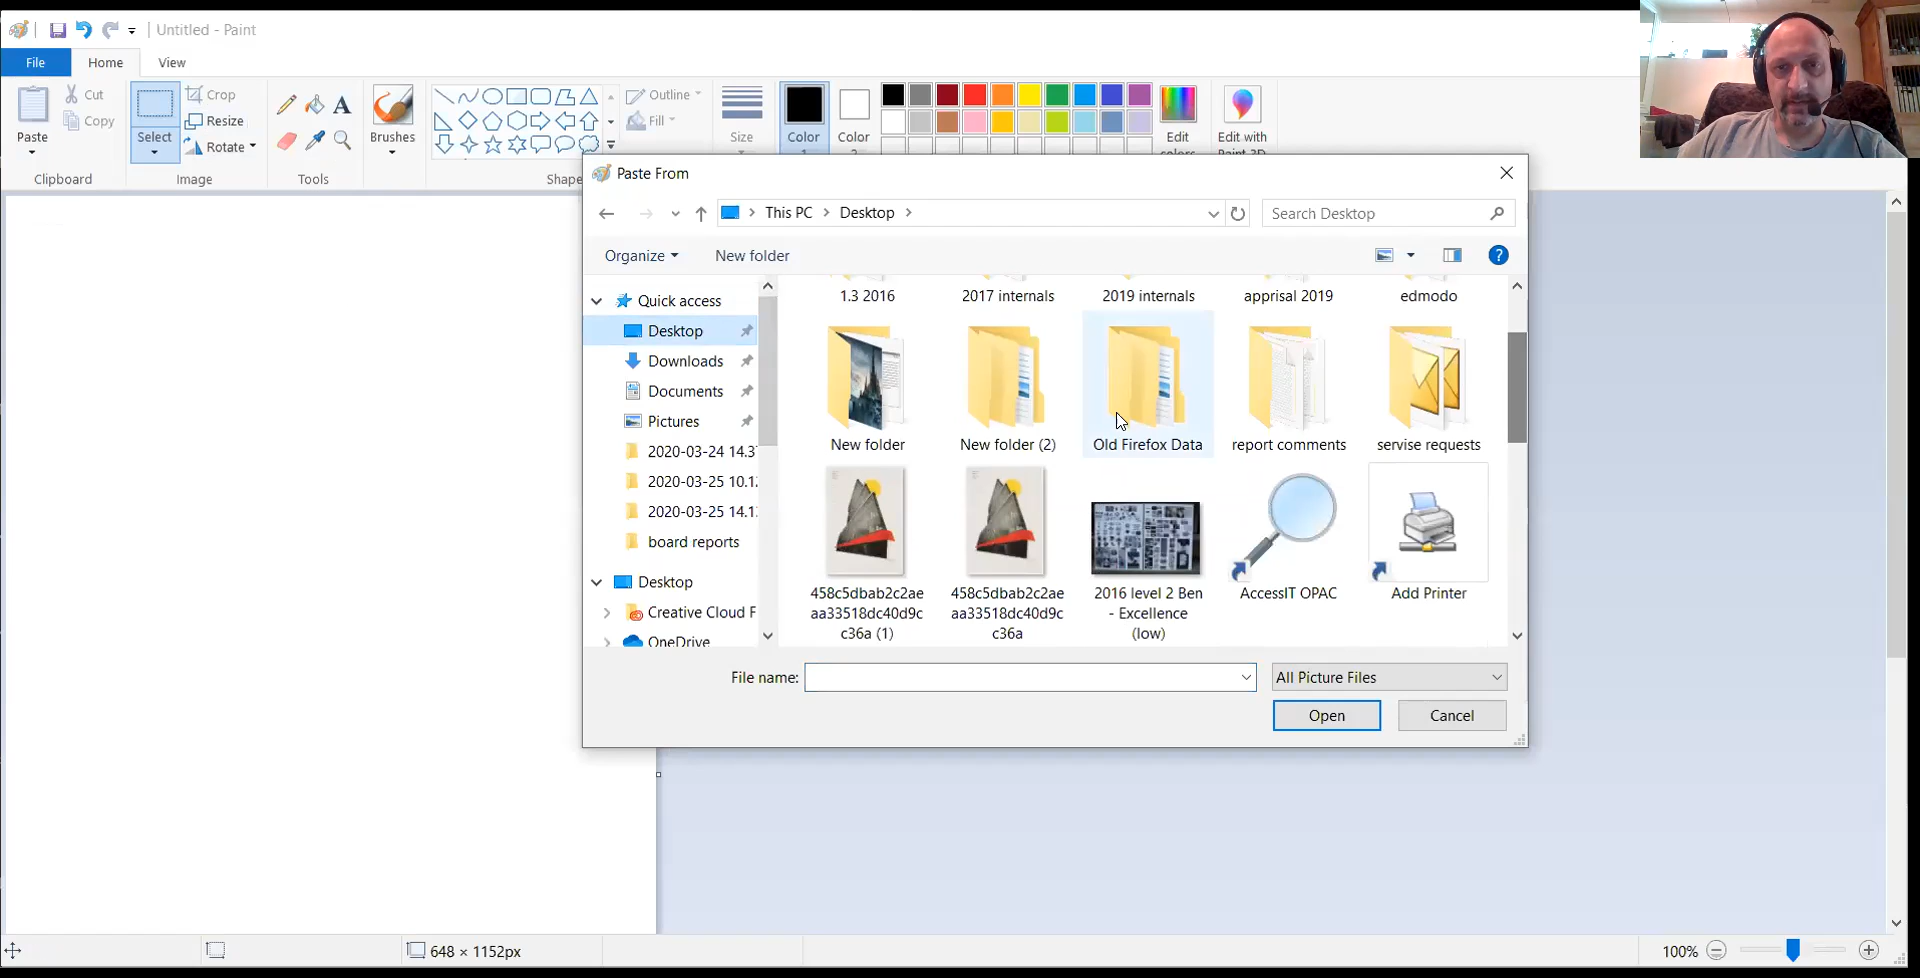 Untitled - Paint
File
Home
View
Paste
Cut
Copy
Clipboard
Select
Crop
Resize
Rotate
Image
Tools
Brushes
Outline
Fill
Size
Color
Color
Edit
Edit with
Paste From
This PC
Desktop
Search Desktop
Organize
New folder
Quick access
Desktop
Downloads
Documents
Pictures
2020-03-24 14.3
2020-03-25 10.1
2020-03-25 14.1
board reports
Desktop
Creative Cloud F
OneDrive
1.3 2016
2017 internals
2019 internals
apprisal 2019
edmodo
New folder
New folder (2)
Old Firefox Data
report comments
servise requests
458c5dbab2c2ae
aa33518dc40d9c
c36a (1)
458c5dbab2c2ae
aa33518dc40d9c
c36a
2016 level 2 Ben
- Excellence
(low)
AccessIT OPAC
Add Printer
File name:
All Picture Files
Open
Cancel
648 × 1152px
100%